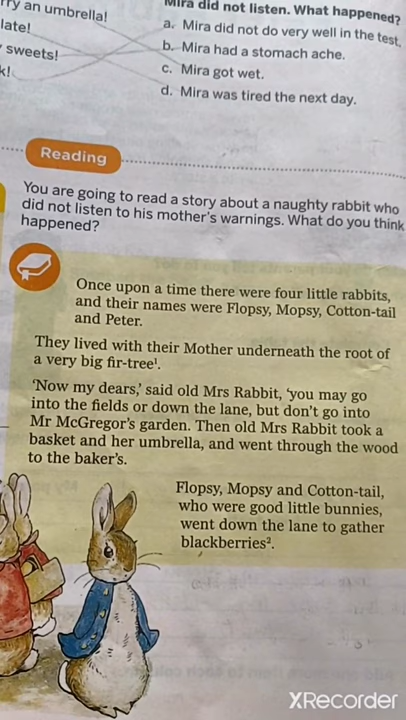 ry an umbrella!
late!
sweets!
k!
Mira did not listen. What happened?
a. Mira did not do very well in the test.
b. Mira had a stomach ache.
c. Mira got wet.
d. Mira was tired the next day.
Reading
You are going to read a story about a naughty rabbit who
did not listen to his mother's warnings. What do you think
happened?
Once upon a time there were four little rabbits,
and their names were Flopsy, Mopsy, Cotton-tail
and Peter.
They lived with their Mother underneath the root of
a very big fir-tree¹.
'Now my dears,' said old Mrs Rabbit, 'you may go
into the fields or down the lane, but don't go into
Mr McGregor's garden. Then old Mrs Rabbit took a
basket and her umbrella, and went through the wood
to the baker's.
Flopsy, Mopsy and Cotton-tail,
who were good little bunnies,
went down the lane to gather
blackberries².
XRecorder